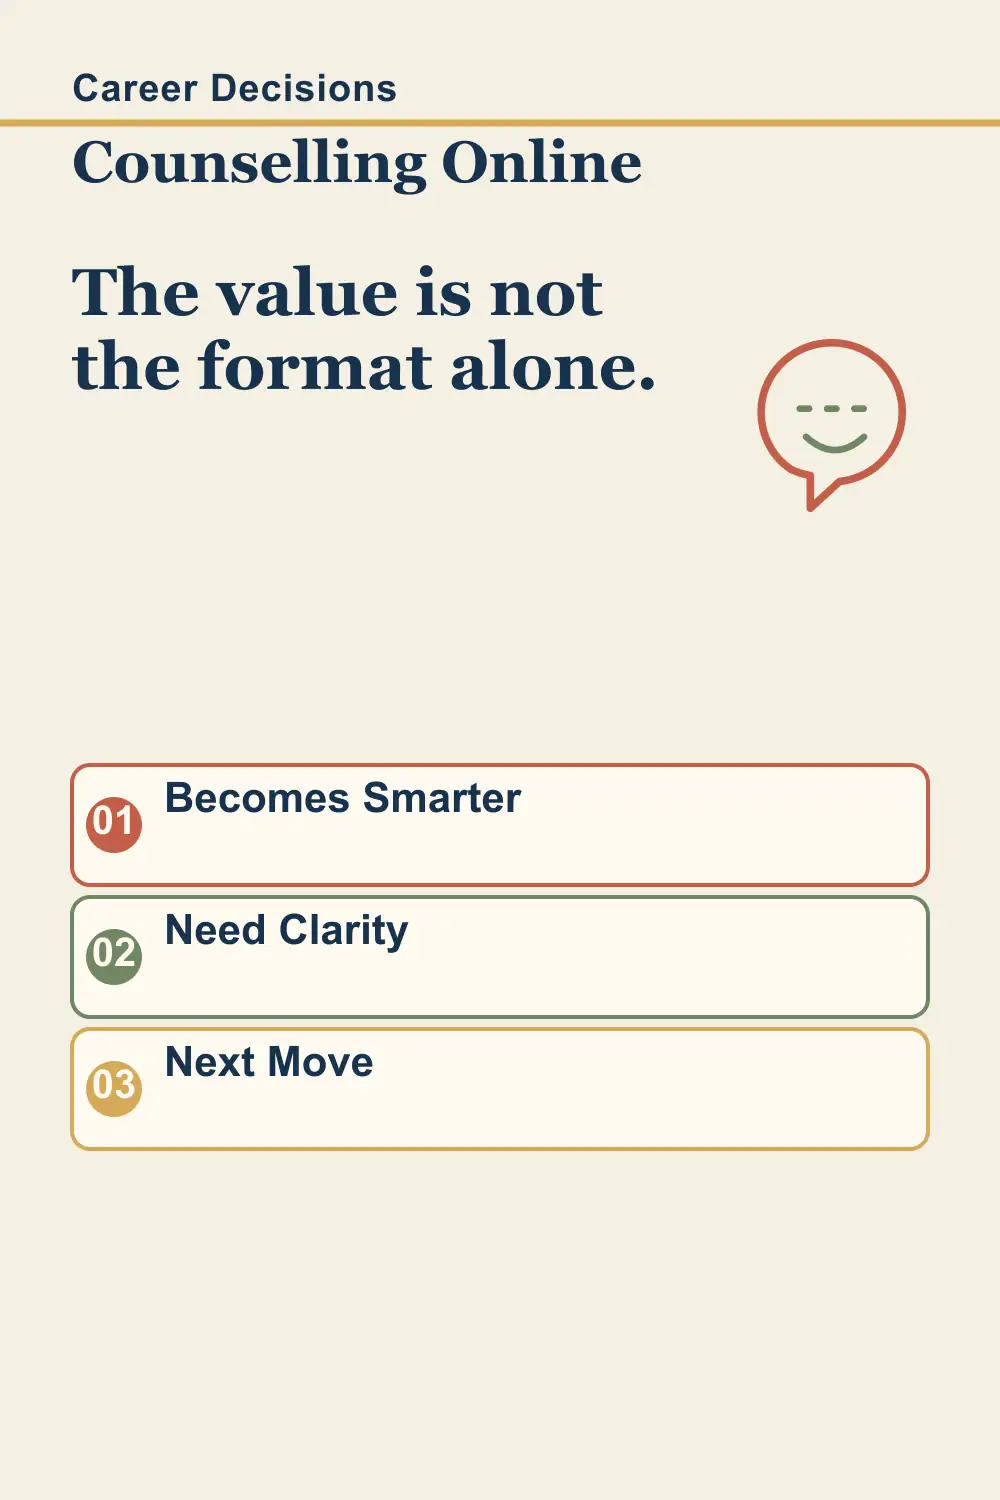 Career Decisions
Counselling Online
The value is not
the format alone.
01
Becomes Smarter
02
Need Clarity
03
Next Move